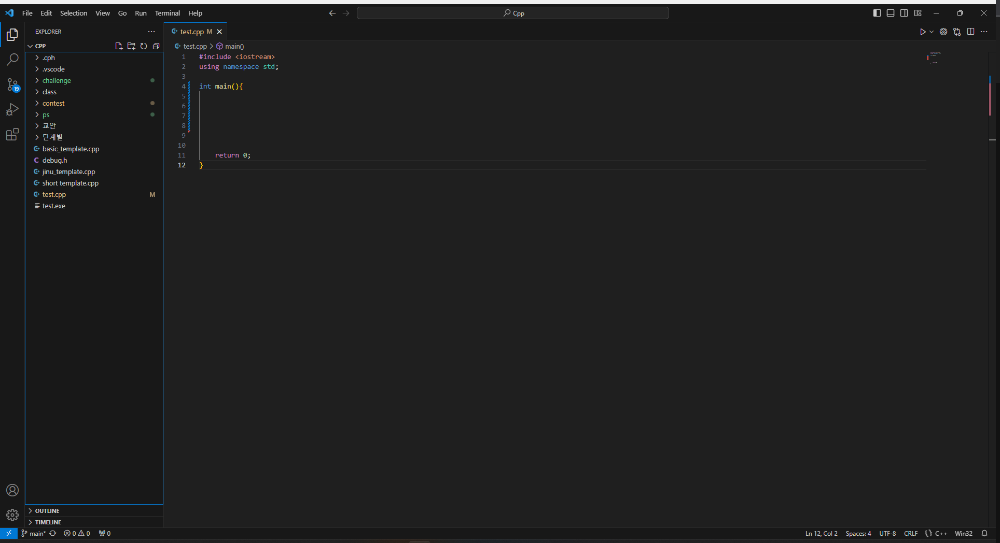 File Edit Selection View Go Run Terminal Help
Cpp
EXPLORER
CPP
.cph
.vscode
challenge
class
contest
ps
교안
단계별
basic_template.cpp
debug.h
jinu_template.cpp
short template.cpp
test.cpp M
test.exe
OUTLINE
TIMELINE
19
test.cpp M
test.cpp > main()
1 #include <iostream>
2 using namespace std;
3
4 int main(){
5
6
7
8
9
10
11 return 0;
12 }
main* 0 0 0
Ln 12, Col 2 Spaces: 4 UTF-8 CRLF {} C++ Win32